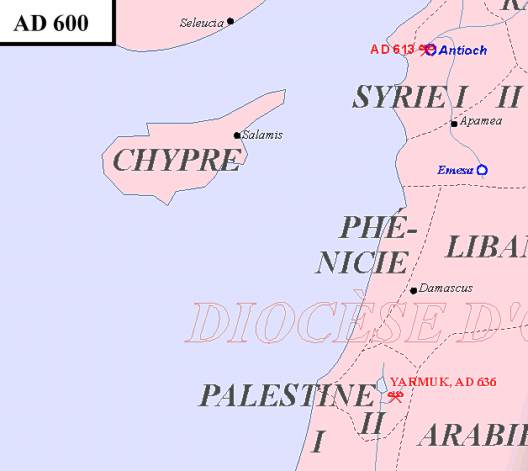 AD 600
Seleucia
AD 613
Antioch
SYRIE I II
Apamea
Salamis
CHYPRE
Emesa
PHÉ-
NICIE
LIBAN
Damascus
DIOCÈSE D'O
YARMUK, AD 636
PALESTINE
I
II
ARABIE